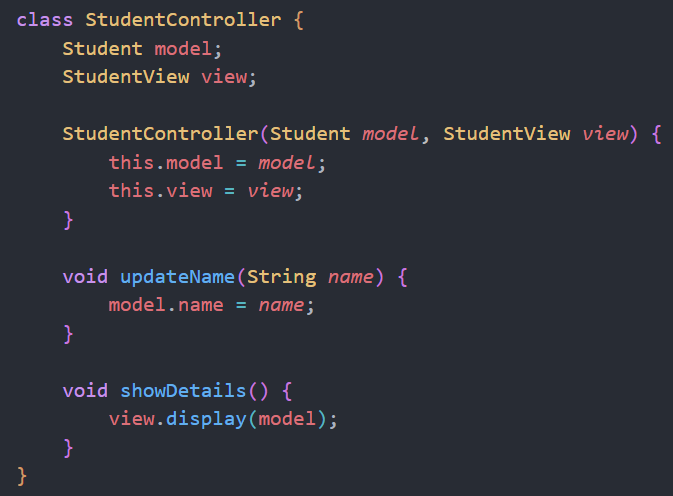 class StudentController {
    Student model;
    StudentView view;

    StudentController(Student model, StudentView view) {
        this.model = model;
        this.view = view;
    }

    void updateName(String name) {
        model.name = name;
    }

    void showDetails() {
        view.display(model);
    }
}